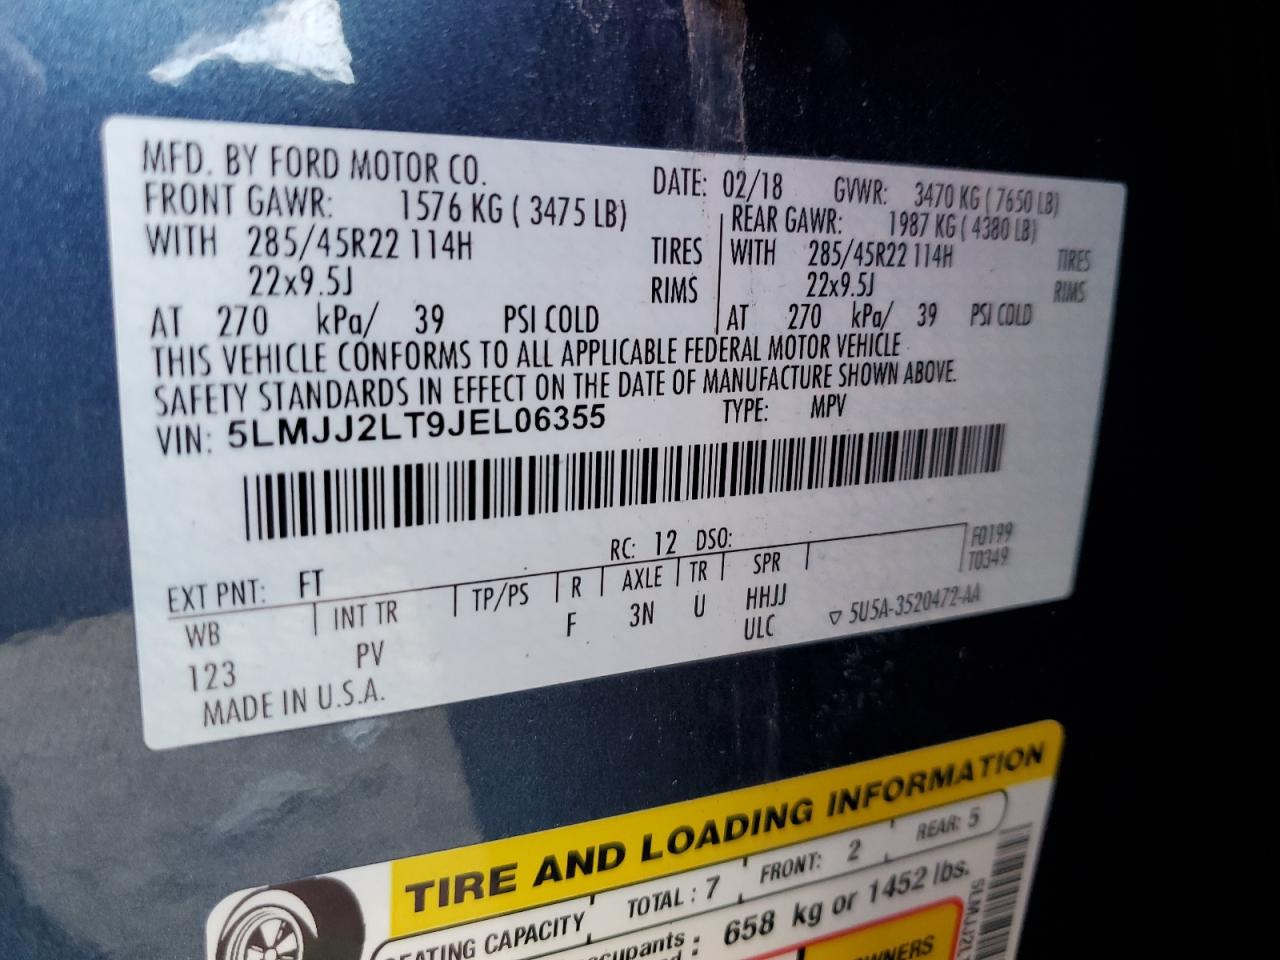 MFD. BY FORD MOTOR CO.
DATE: 02/18 GVWR: 3470 KG ( 7650 LB)
FRONT GAWR: 1576 KG ( 3475 LB) REAR GAWR: 1987 KG ( 4380 LB)
WITH 285/45R22 114H TIRES WITH 285/45R22 114H TIRES
22x9.5J RIMS 22x9.5J RIMS
AT 270 kPa/ 39 PSI COLD AT 270 kPa/ 39 PSI COLD
THIS VEHICLE CONFORMS TO ALL APPLICABLE FEDERAL MOTOR VEHICLE
SAFETY STANDARDS IN EFFECT ON THE DATE OF MANUFACTURE SHOWN ABOVE.
VIN: 5LMJJ2LT9JEL06355 TYPE: MPV
EXT PNT: FT RC: 12 DSO: F0199
T0349
WB INT TR TP/PS R AXLE TR SPR
123 PV F 3N U HHJJ
ULC
▽ 5U5A-3520472-AA
MADE IN U.S.A.
TIRE AND LOADING INFORMATION
SEATING CAPACITY TOTAL : 7 FRONT: 2 REAR: 5
658 kg or 1452 lbs.